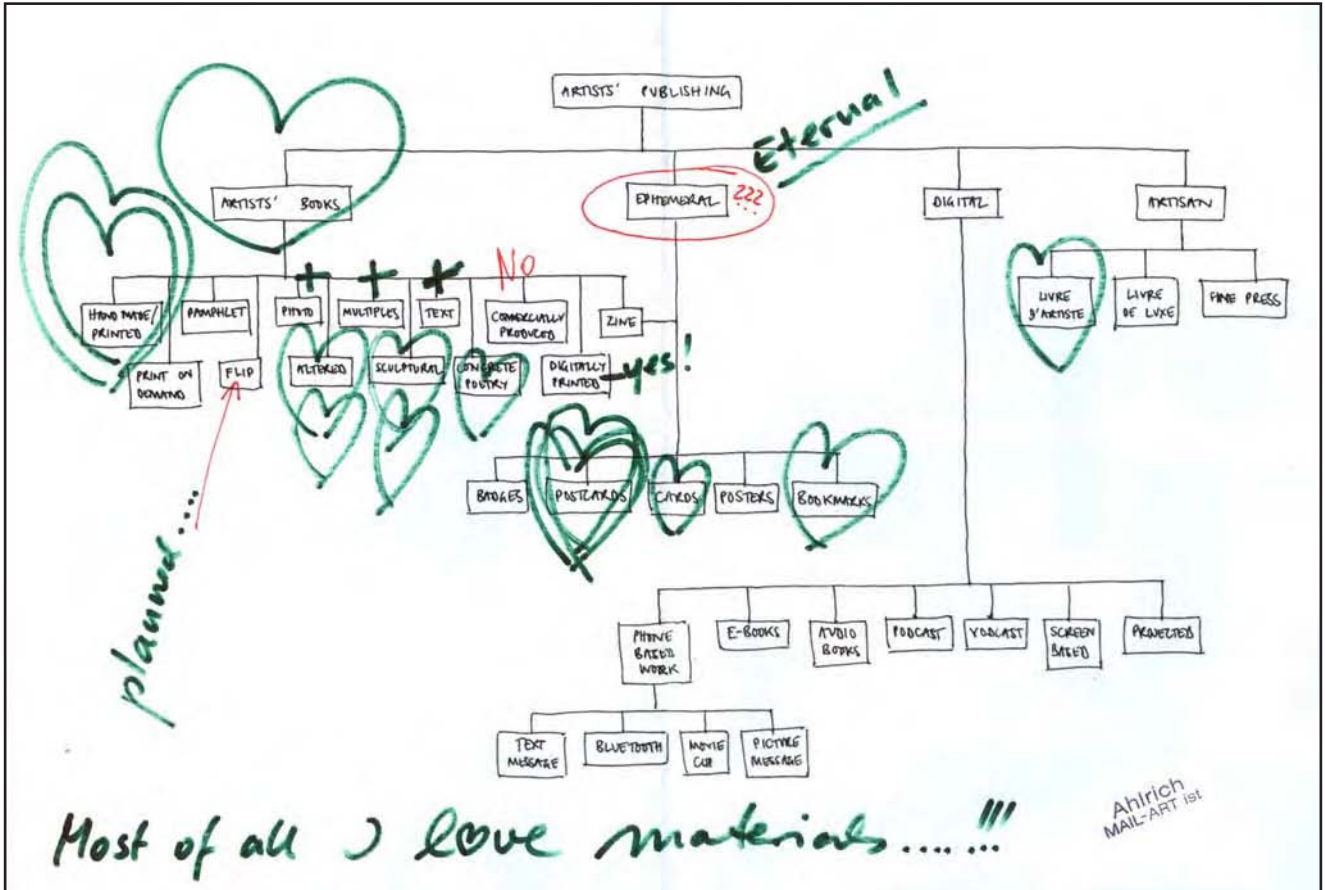 ARTISTS' PUBLISHING
Eternal
ARTISTS' BOOKS
EPHEMERAL
???
DIGITAL
ARTISAN
NO
HAND MADE/
PRINTED
PAMPHLET
PHOTO
MULTIPLES
TEXT
COMERCIALLY
PRODUCED
ZINE
LIVRE
D'ARTISTE
LIVRE
DE LUXE
FINE PRESS
PRINT ON
DEMAND
FLIP
ALTERED
SCULPTURAL
CONCRETE
POETRY
DIGITALLY
PRINTED
yes!
BADGES
POSTCARDS
CARDS
POSTERS
BOOKMARKS
planned....
PHONE
BASED
WORK
E-BOOKS
AUDIO
BOOKS
PODCAST
VODCAST
SCREEN
BASED
PROJECTED
TEXT
MESSAGE
BLUETOOTH
MOVIE
CLIP
PICTURE
MESSAGE
Most of all I love materials.....!!!
Ahlrich
MAIL-ART ist